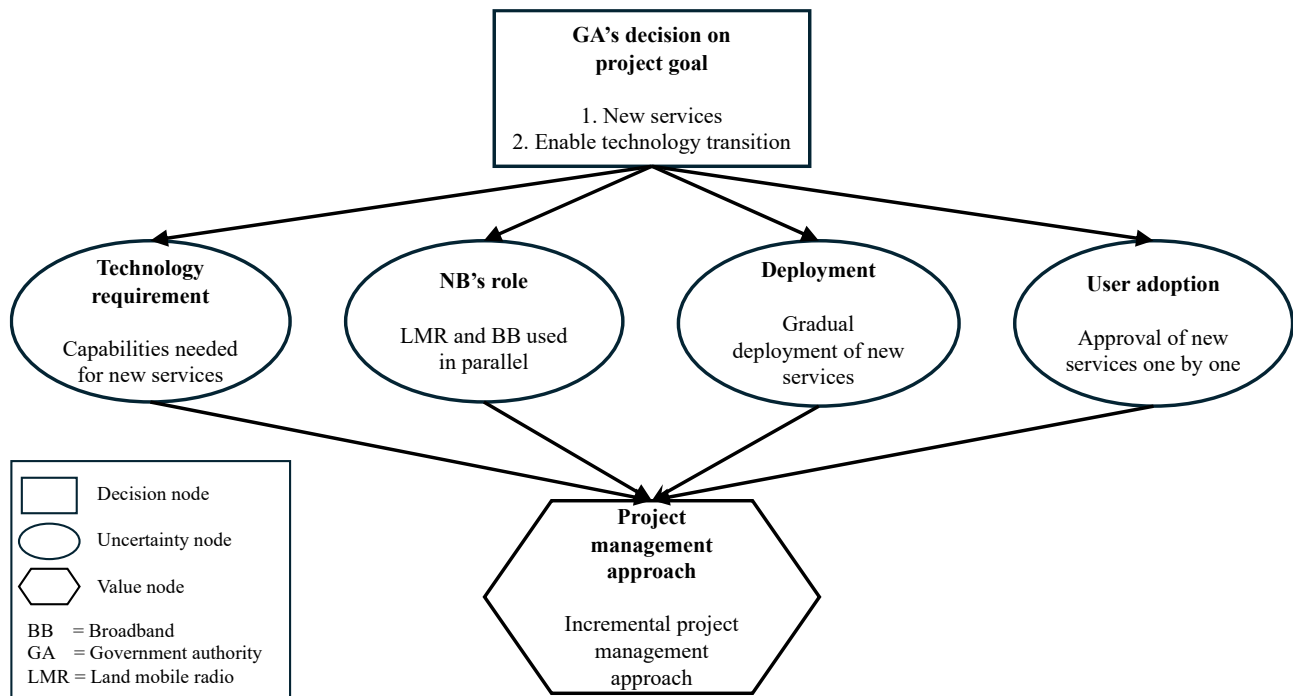 GA's decision on
project goal
1. New services
2. Enable technology transition
Technology
requirement
Capabilities needed
for new services
NB's role
LMR and BB used
in parallel
Deployment
Gradual
deployment of new
services
User adoption
Approval of new
services one by one
Project
management
approach
Incremental project
management
approach
Decision node
Uncertainty node
Value node
BB = Broadband
GA = Government authority
LMR = Land mobile radio